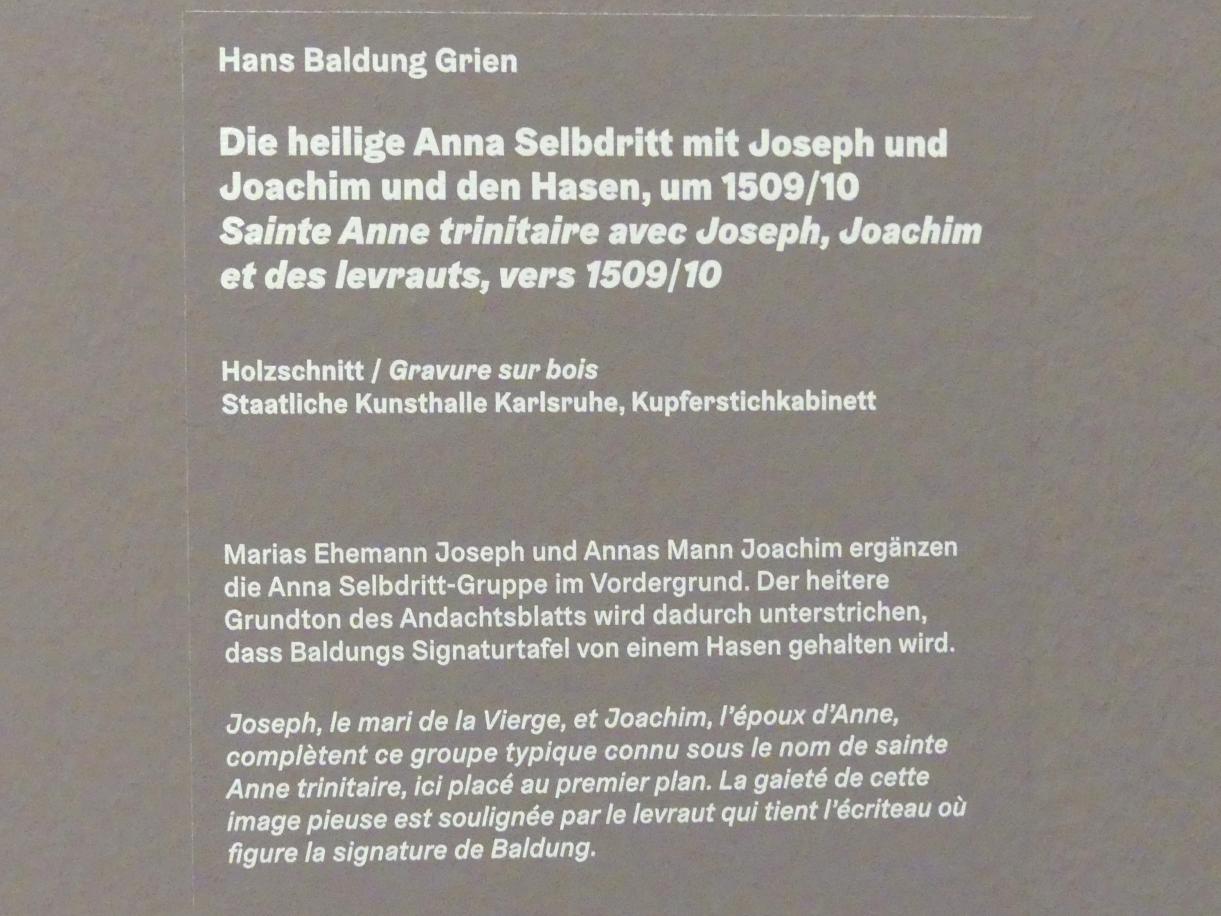 Hans Baldung Grien
Die heilige Anna Selbdritt mit Joseph und
Joachim und den Hasen, um 1509/10
Sainte Anne trinitaire avec Joseph, Joachim
et des levrauts, vers 1509/10
Holzschnitt / Gravure sur bois
Staatliche Kunsthalle Karlsruhe, Kupferstichkabinett
Marias Ehemann Joseph und Annas Mann Joachim ergänzen
die Anna Selbdritt-Gruppe im Vordergrund. Der heitere
Grundton des Andachtsblatts wird dadurch unterstrichen,
dass Baldungs Signaturtafel von einem Hasen gehalten wird.
Joseph, le mari de la Vierge, et Joachim, l'époux d'Anne,
complètent ce groupe typique connu sous le nom de sainte
Anne trinitaire, ici placé au premier plan. La gaieté de cette
image pieuse est soulignée par le levraut qui tient l'écriteau où
figure la signature de Baldung.